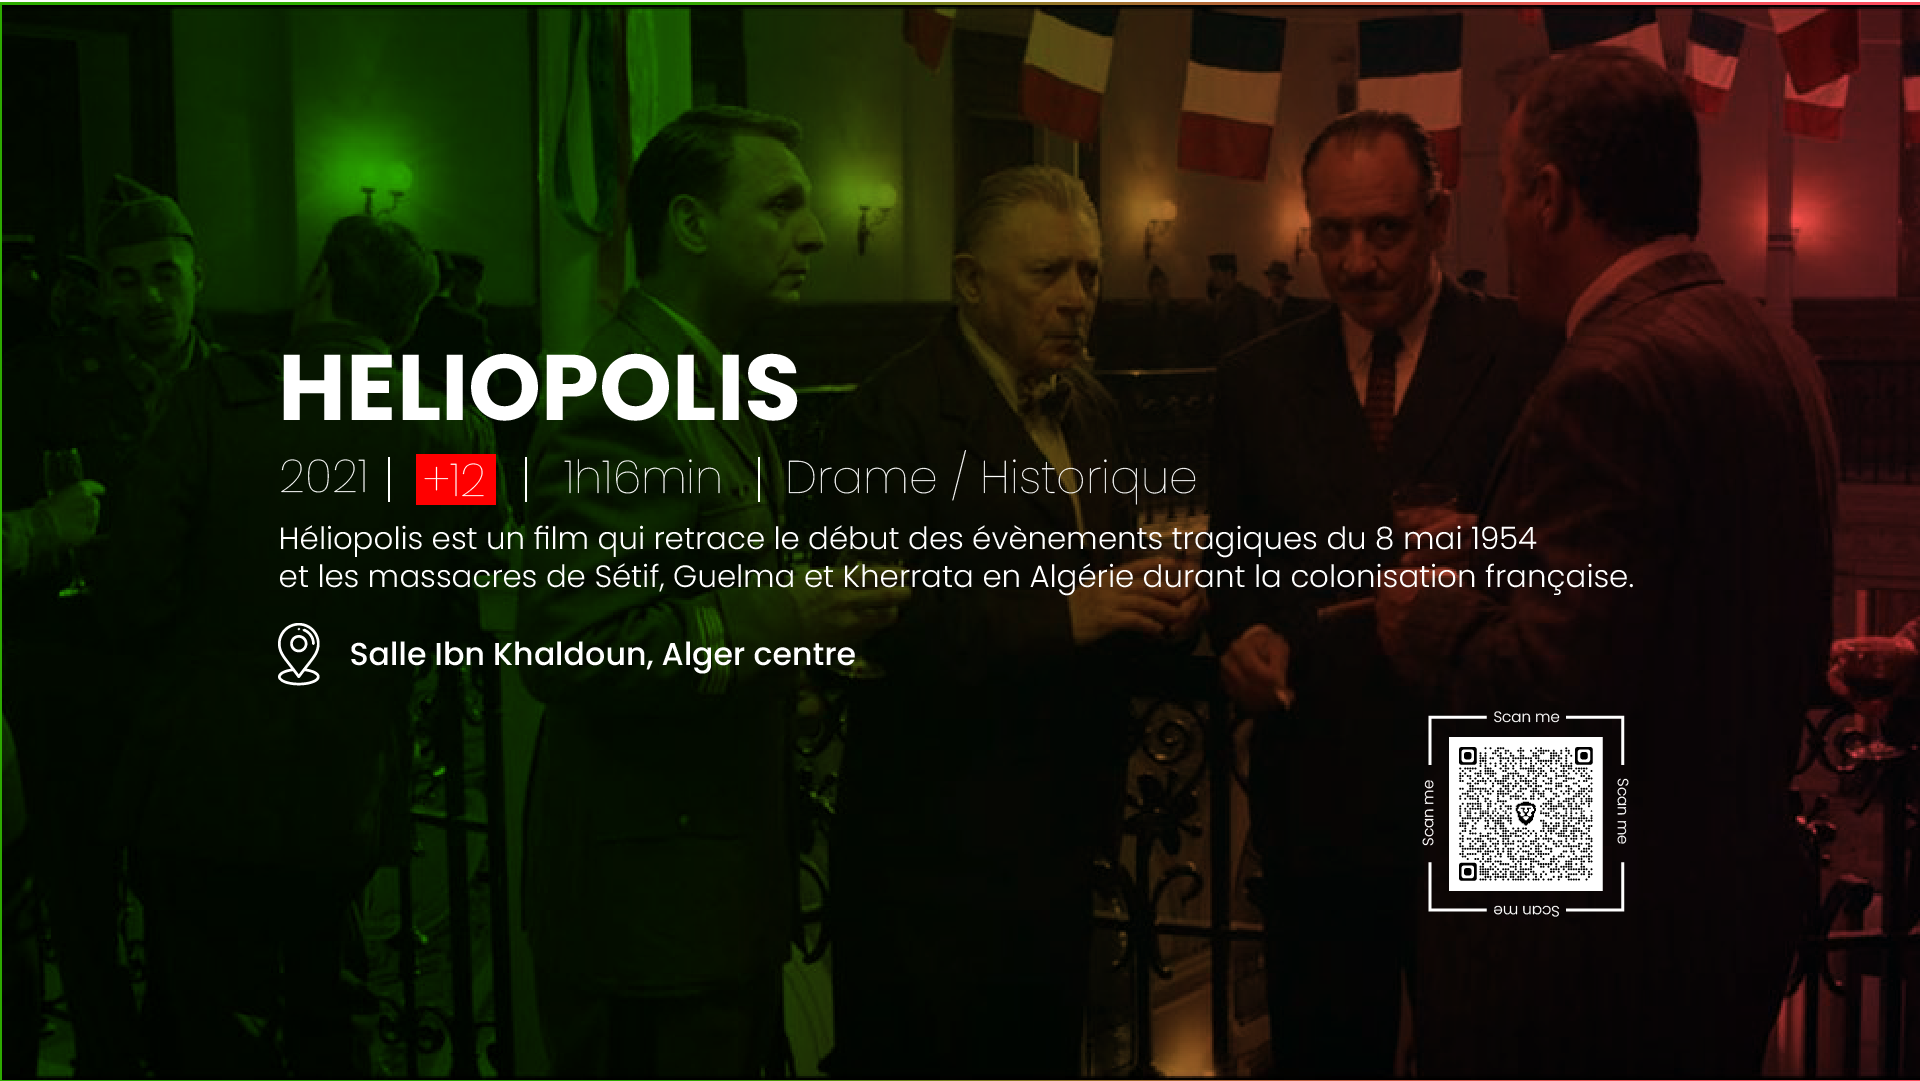 HELIOPOLIS
2021 | +12 | 1h16min | Drame / Historique
Héliopolis est un film qui retrace le début des évènements tragiques du 8 mai 1954
et les massacres de Sétif, Guelma et Kherrata en Algérie durant la colonisation française.
Salle Ibn Khaldoun, Alger centre
Scan me
Scan me
Scan me
Scan me